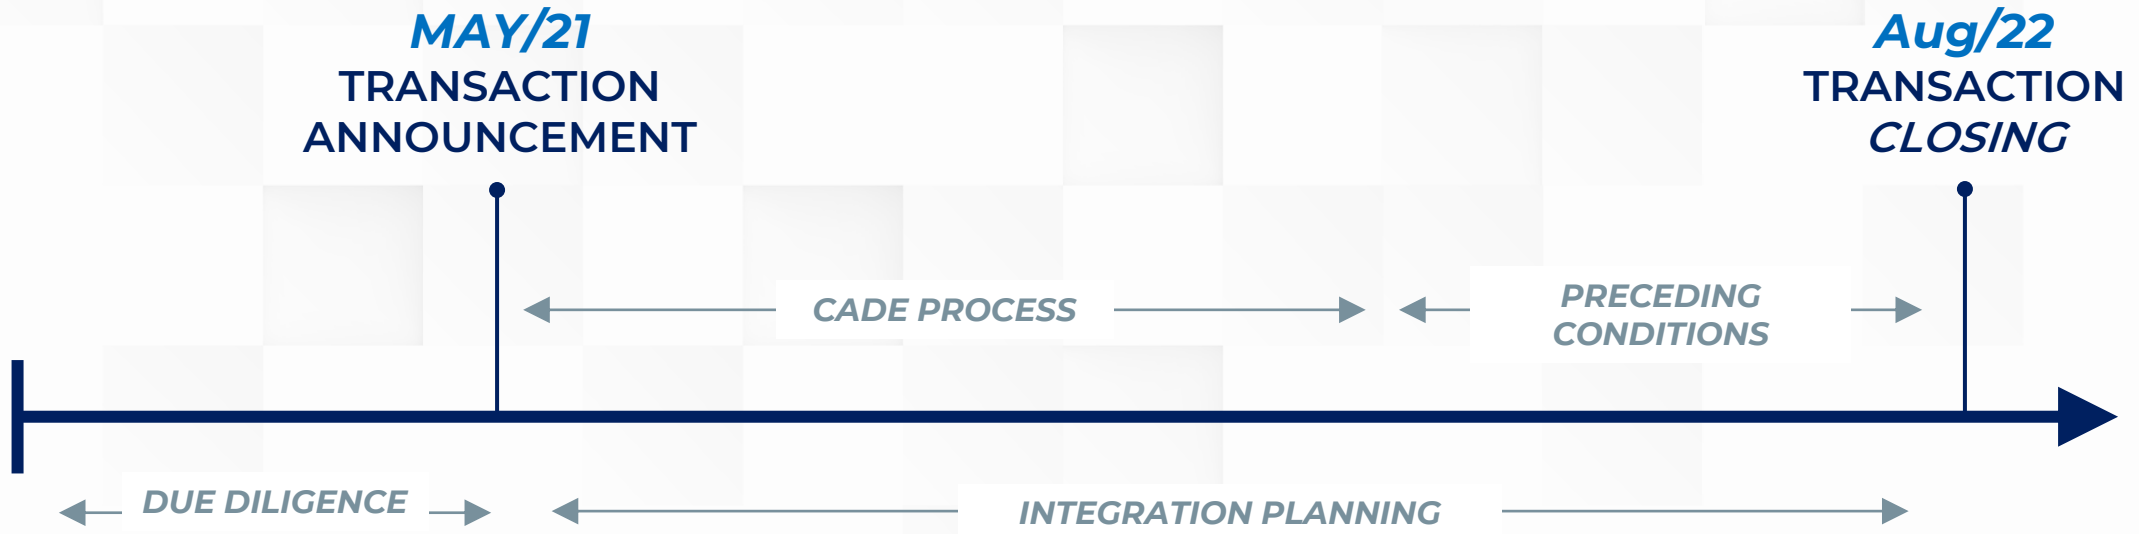 MAY/21
TRANSACTION
ANNOUNCEMENT
Aug/22
TRANSACTION
CLOSING
CADE PROCESS
PRECEDING
CONDITIONS
DUE DILIGENCE
INTEGRATION PLANNING